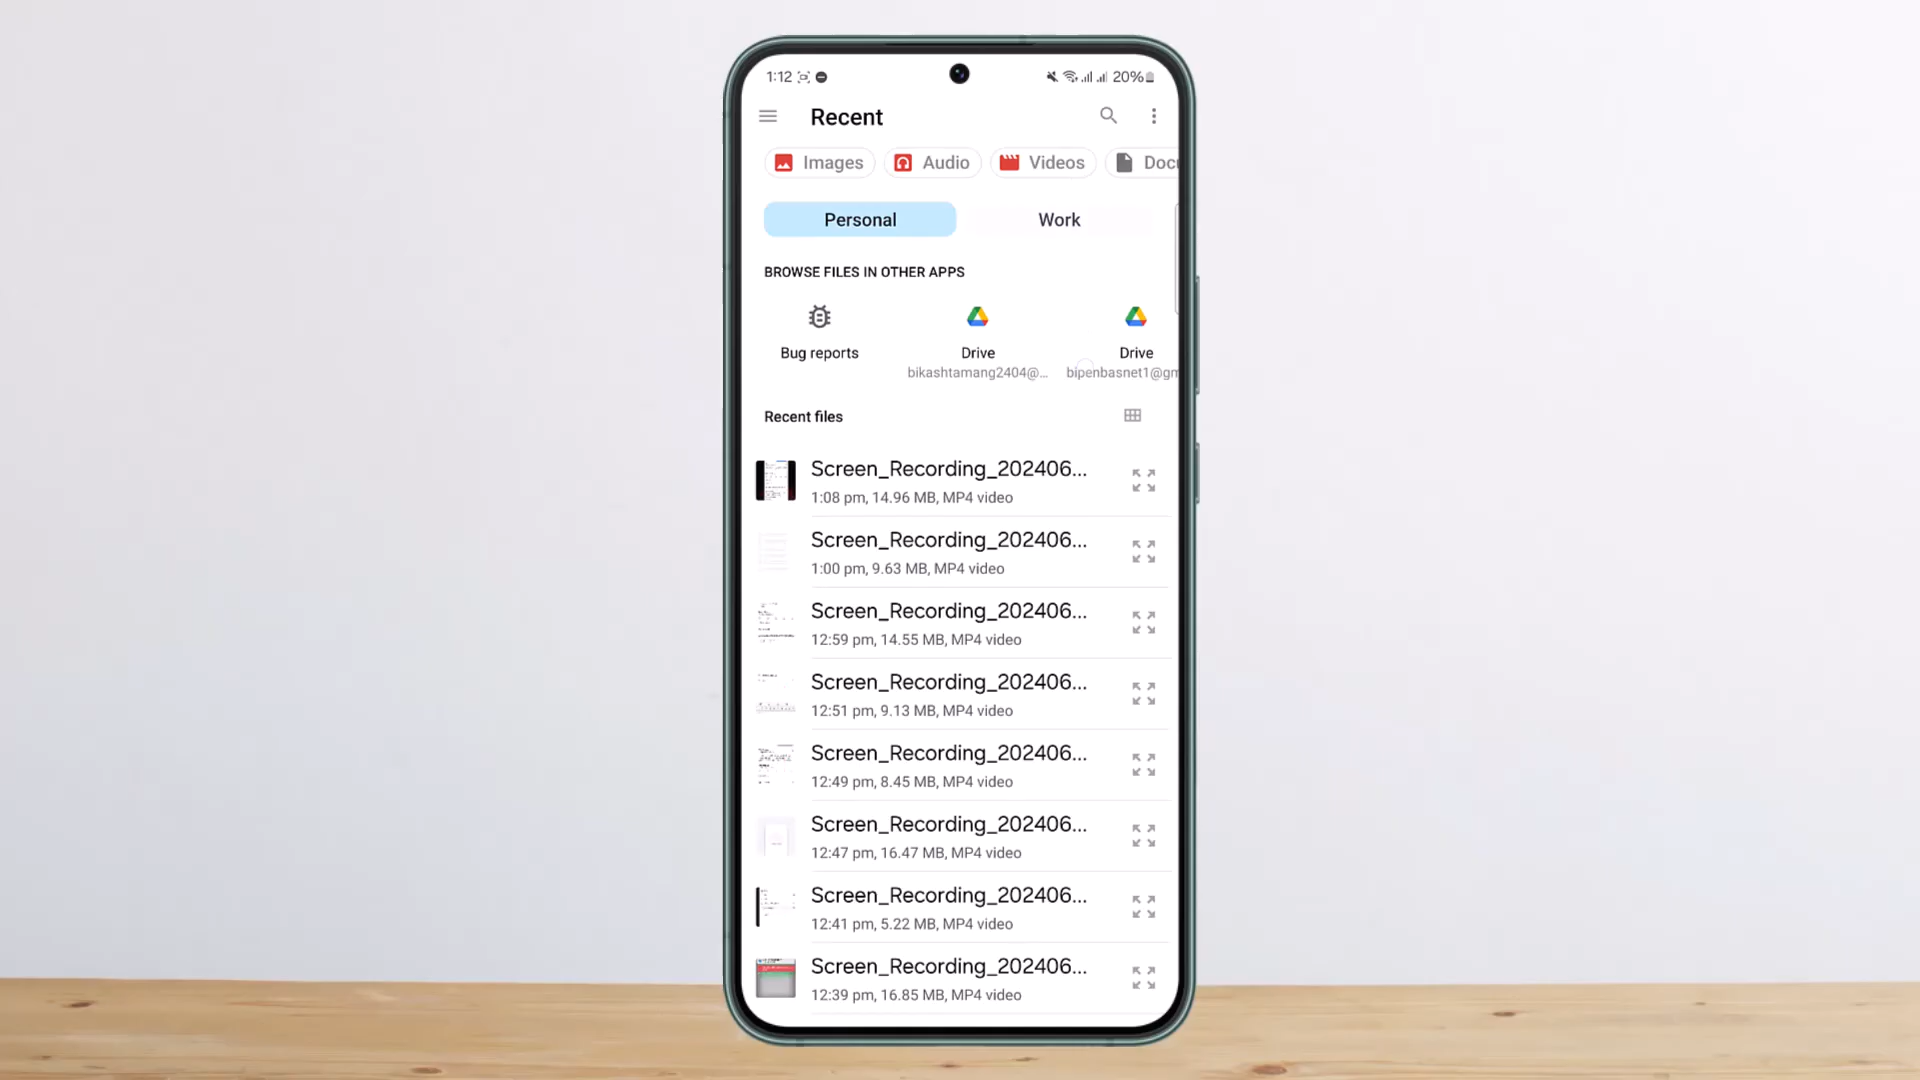 1:12 20%
Recent
Images Audio Videos Docu
Personal Work
BROWSE FILES IN OTHER APPS
Bug reports Drive Drive
bikashtamang2404@... bipenbasnet1@gm
Recent files
Screen_Recording_202406...
1:08 pm, 14.96 MB, MP4 video
Screen_Recording_202406...
1:00 pm, 9.63 MB, MP4 video
Screen_Recording_202406...
12:59 pm, 14.55 MB, MP4 video
Screen_Recording_202406...
12:51 pm, 9.13 MB, MP4 video
Screen_Recording_202406...
12:49 pm, 8.45 MB, MP4 video
Screen_Recording_202406...
12:47 pm, 16.47 MB, MP4 video
Screen_Recording_202406...
12:41 pm, 5.22 MB, MP4 video
Screen_Recording_202406...
12:39 pm, 16.85 MB, MP4 video